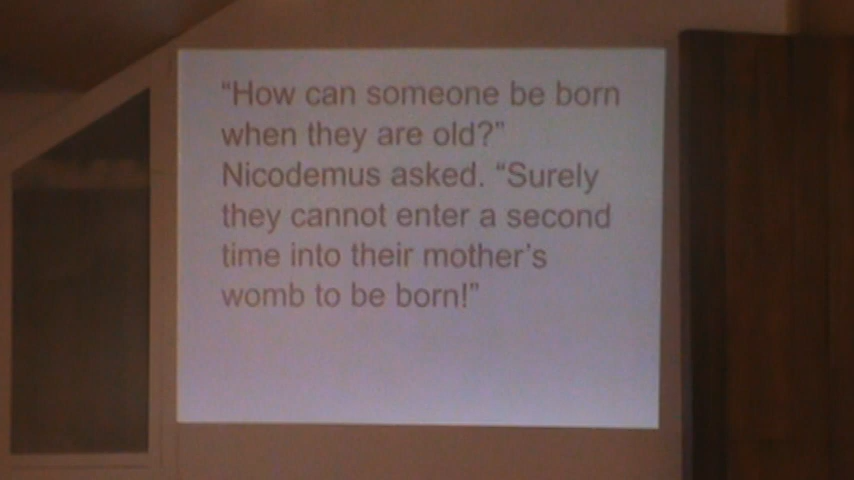 “How can someone be born
when they are old?”
Nicodemus asked. “Surely
they cannot enter a second
time into their mother’s
womb to be born!”